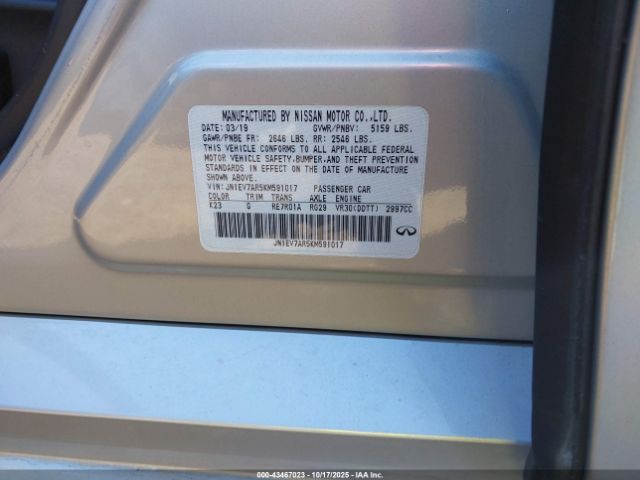 MANUFACTURED BY NISSAN MOTOR CO.,LTD.
DATE: 03/19 GVWR/PNBV: 5159 LBS.
GAWR/PNBE FR: 2646 LBS. RR: 2546 LBS.
THIS VEHICLE CONFORMS TO ALL APPLICABLE FEDERAL
MOTOR VEHICLE SAFETY,BUMPER,AND THEFT PREVENTION
STANDARDS IN EFFECT ON THE DATE OF MANUFACTURE
SHOWN ABOVE.
VIN: JN1EV7AR5KM591017 PASSENGER CAR
COLOR TRIM TRANS AXLE ENGINE
K23 G RE7R01A RG29 VR30(DDTT) 2997CC
JN1EV7AR5KM591017
000-43467023 - 10/17/2025 - IAAI.COM